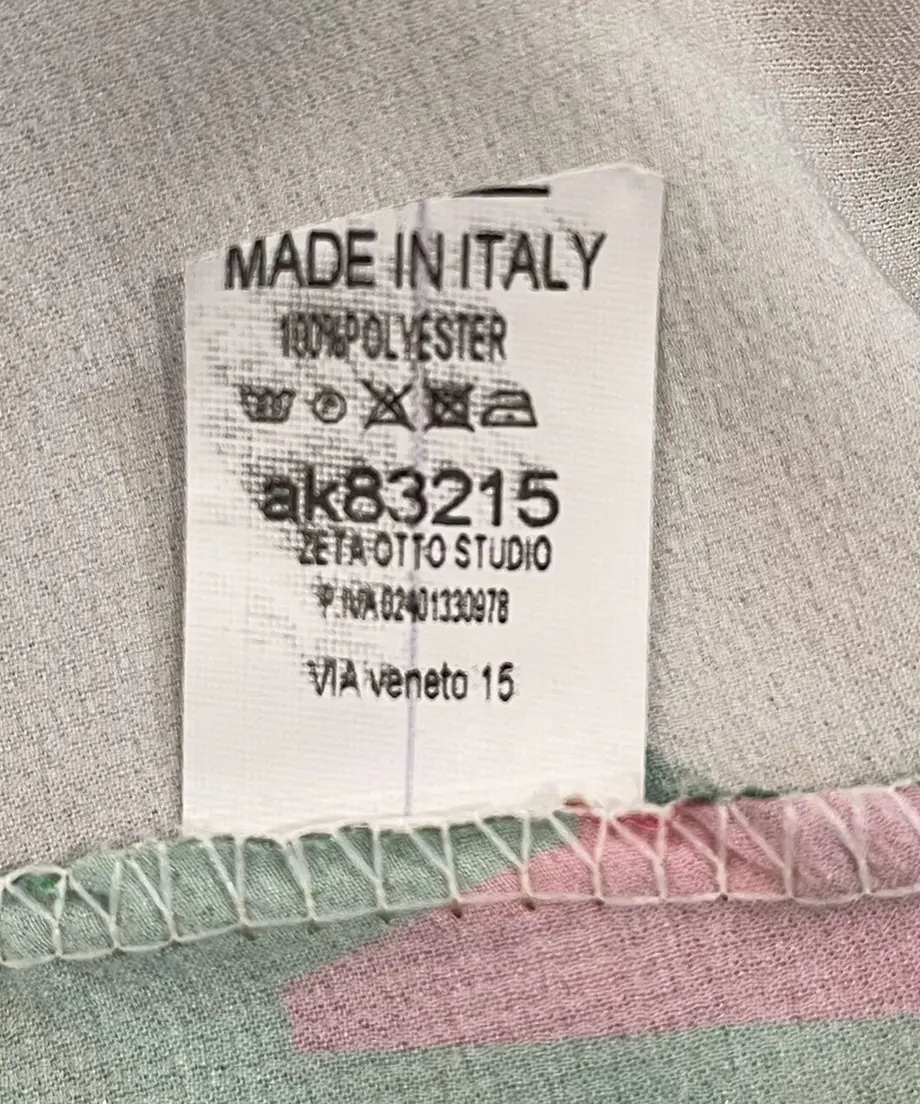 MADE IN ITALY
100%POLYESTER
ak83215
ZETA OTTO STUDIO
P.IVA 02401330978
VIA veneto 15